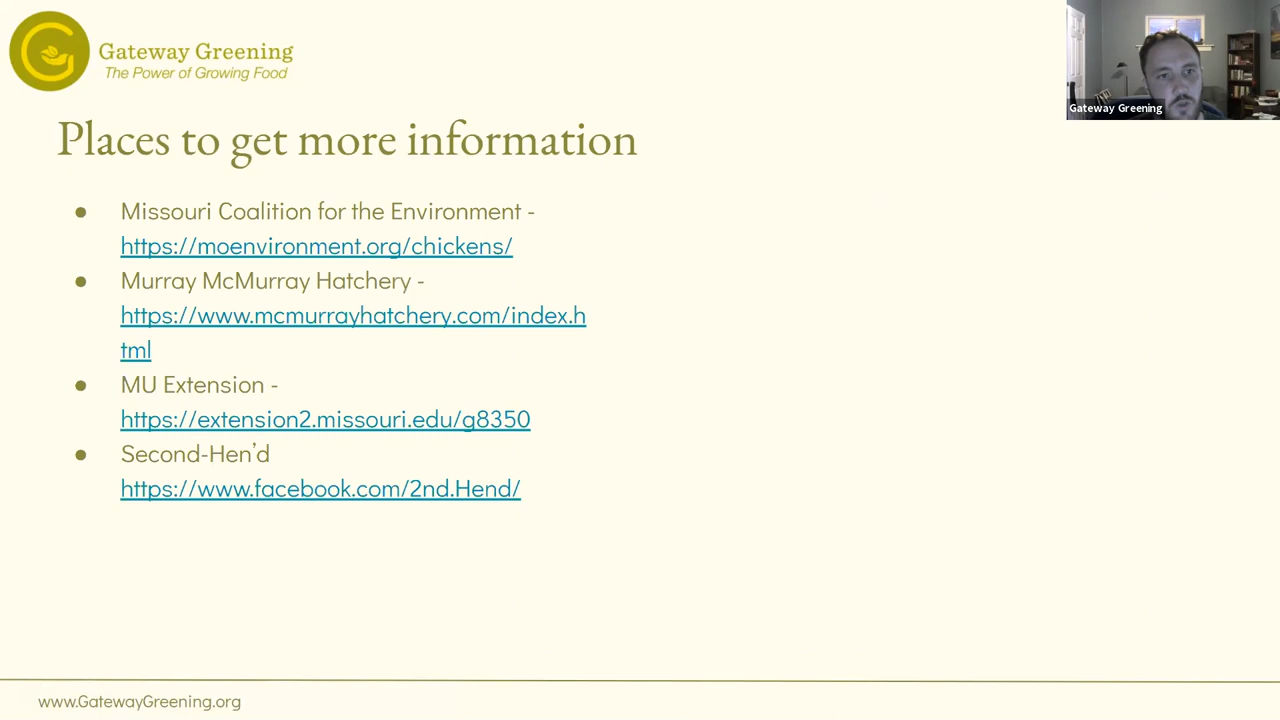 Gateway Greening
The Power of Growing Food
Gateway Greening
Places to get more information
● Missouri Coalition for the Environment -
https://moenvironment.org/chickens/
● Murray McMurray Hatchery -
https://www.mcmurrayhatchery.com/index.h
tml
● MU Extension -
https://extension2.missouri.edu/g8350
● Second-Hen’d
https://www.facebook.com/2nd.Hend/
www.GatewayGreening.org